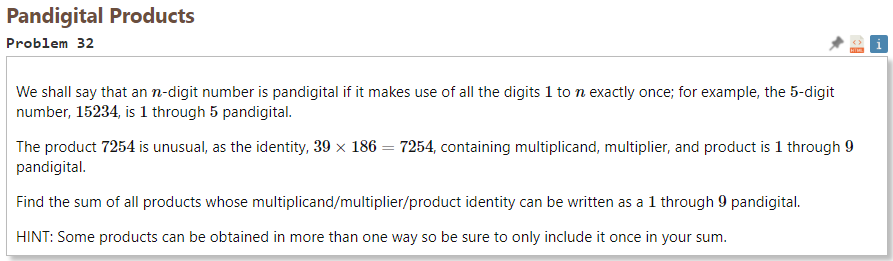 Pandigital Products
Problem 32
We shall say that an n-digit number is pandigital if it makes use of all the digits 1 to n exactly once; for example, the 5-digit
number, 15234, is 1 through 5 pandigital.
The product 7254 is unusual, as the identity, 39 × 186 = 7254, containing multiplicand, multiplier, and product is 1 through 9
pandigital.
Find the sum of all products whose multiplicand/multiplier/product identity can be written as a 1 through 9 pandigital.
HINT: Some products can be obtained in more than one way so be sure to only include it once in your sum.